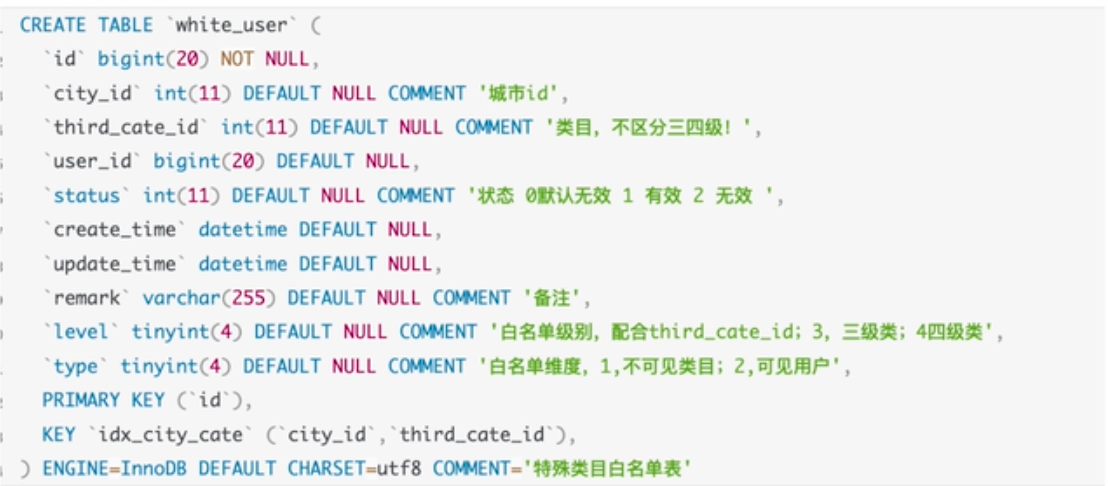 CREATE TABLE `white_user` (
`id` bigint(20) NOT NULL,
`city_id` int(11) DEFAULT NULL COMMENT '城市id',
`third_cate_id` int(11) DEFAULT NULL COMMENT '类目，不区分三四级！',
`user_id` bigint(20) DEFAULT NULL,
`status` int(11) DEFAULT NULL COMMENT '状态 0默认无效 1 有效 2 无效 ',
`create_time` datetime DEFAULT NULL,
`update_time` datetime DEFAULT NULL,
`remark` varchar(255) DEFAULT NULL COMMENT '备注',
`level` tinyint(4) DEFAULT NULL COMMENT '白名单级别，配合third_cate_id；3，三级类；4四级类',
`type` tinyint(4) DEFAULT NULL COMMENT '白名单维度，1,不可见类目；2,可见用户',
PRIMARY KEY (`id`),
KEY `idx_city_cate` (`city_id`,`third_cate_id`),
) ENGINE=InnoDB DEFAULT CHARSET=utf8 COMMENT='特殊类目白名单表'